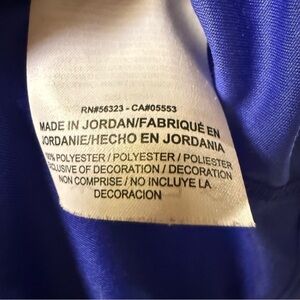 RN#56323 - CA#05553
MADE IN JORDAN/FABRIQUÉ EN
JORDANIE/HECHO EN JORDANIA
100% POLYESTER / POLYESTER / POLIESTER
EXCLUSIVE OF DECORATION / DECORATION
NON COMPRISE / NO INCLUYE LA
DECORACION